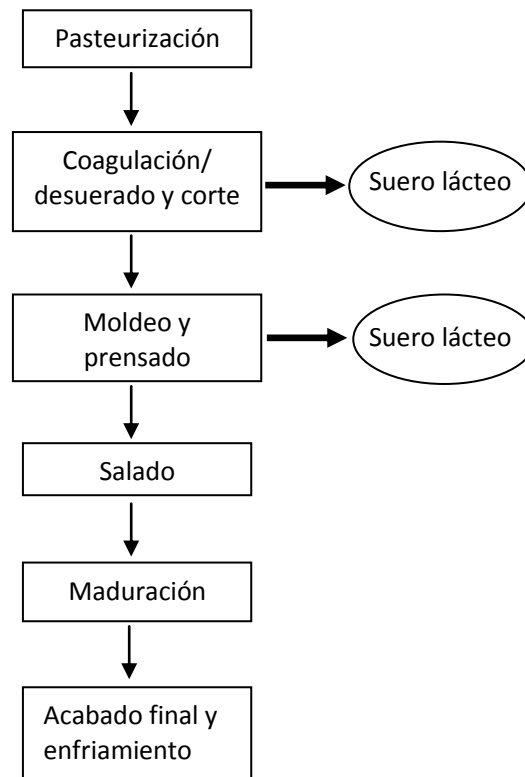 Pasteurización
Coagulación/
desuerado y corte
Suero lácteo
Moldeo y
prensado
Suero lácteo
Salado
Maduración
Acabado final y
enfriamiento